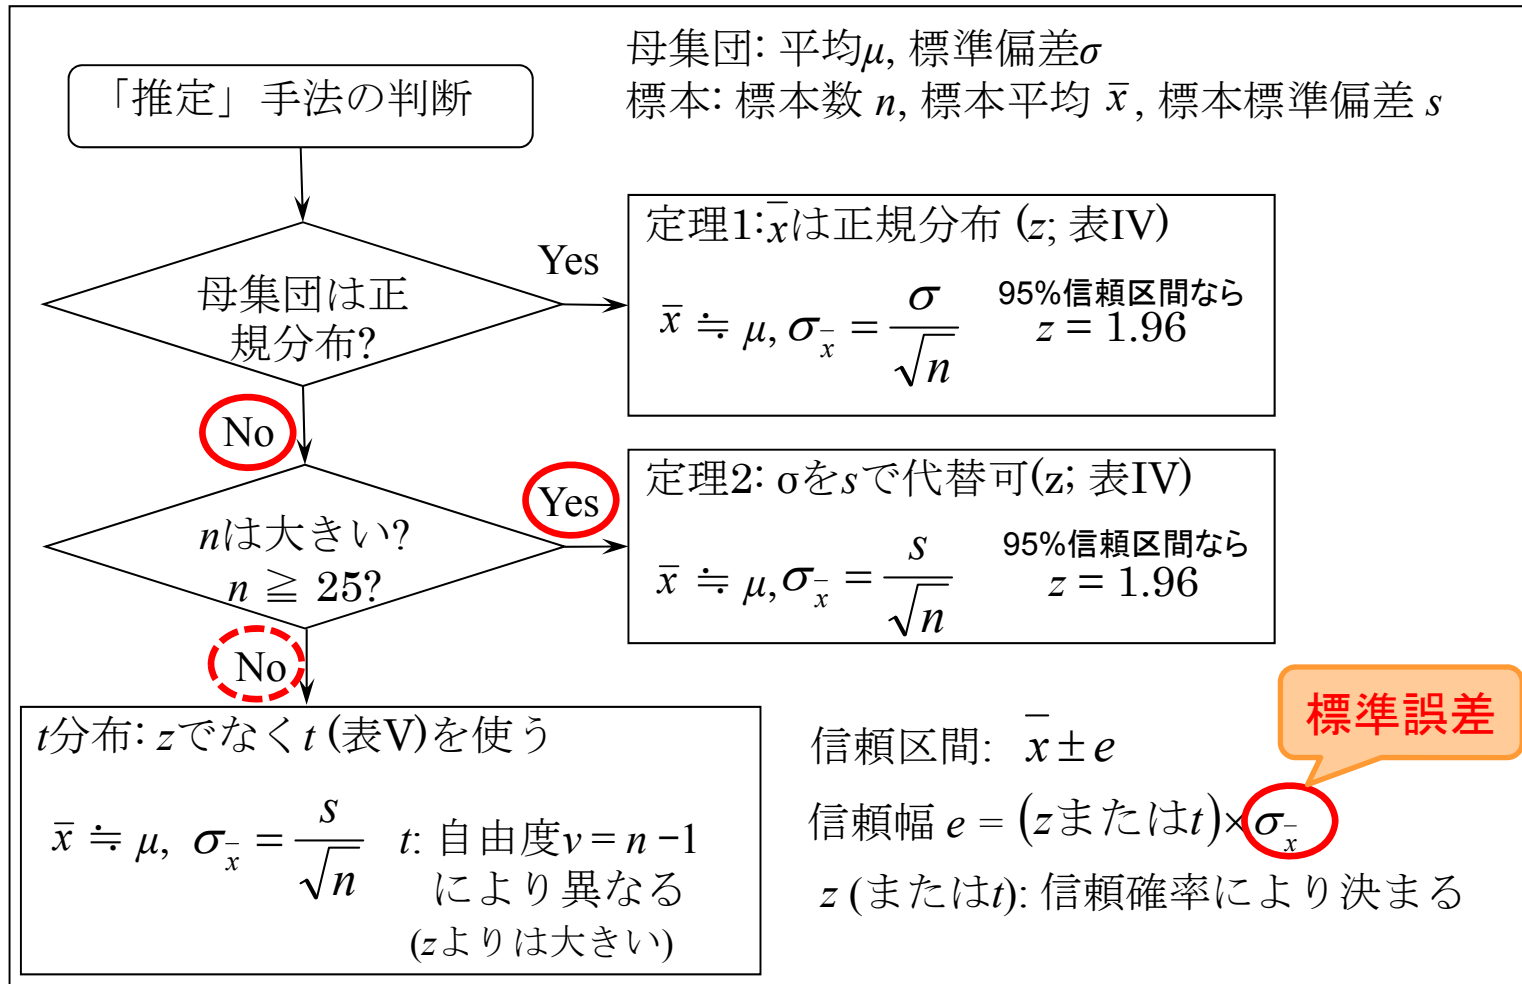 母集団: 平均μ, 標準偏差σ
標本: 標本数 n, 標本平均 x̄, 標本標準偏差 s
「推定」手法の判断
母集団は正
規分布?
Yes
定理1:x̄は正規分布 (z; 表IV)
x̄ ≒ μ, σx̄ = σ/√n
95%信頼区間なら
z = 1.96
No
nは大きい?
n ≧ 25?
Yes
定理2: σをsで代替可(z; 表IV)
x̄ ≒ μ, σx̄ = s/√n
95%信頼区間なら
z = 1.96
No
t分布: zでなくt (表V)を使う
x̄ ≒ μ, σx̄ = s/√n
t: 自由度ν = n −1
により異なる
(zよりは大きい)
標準誤差
信頼区間: x̄ ± e
信頼幅 e = (zまたはt)×σx̄
z (またはt): 信頼確率により決まる